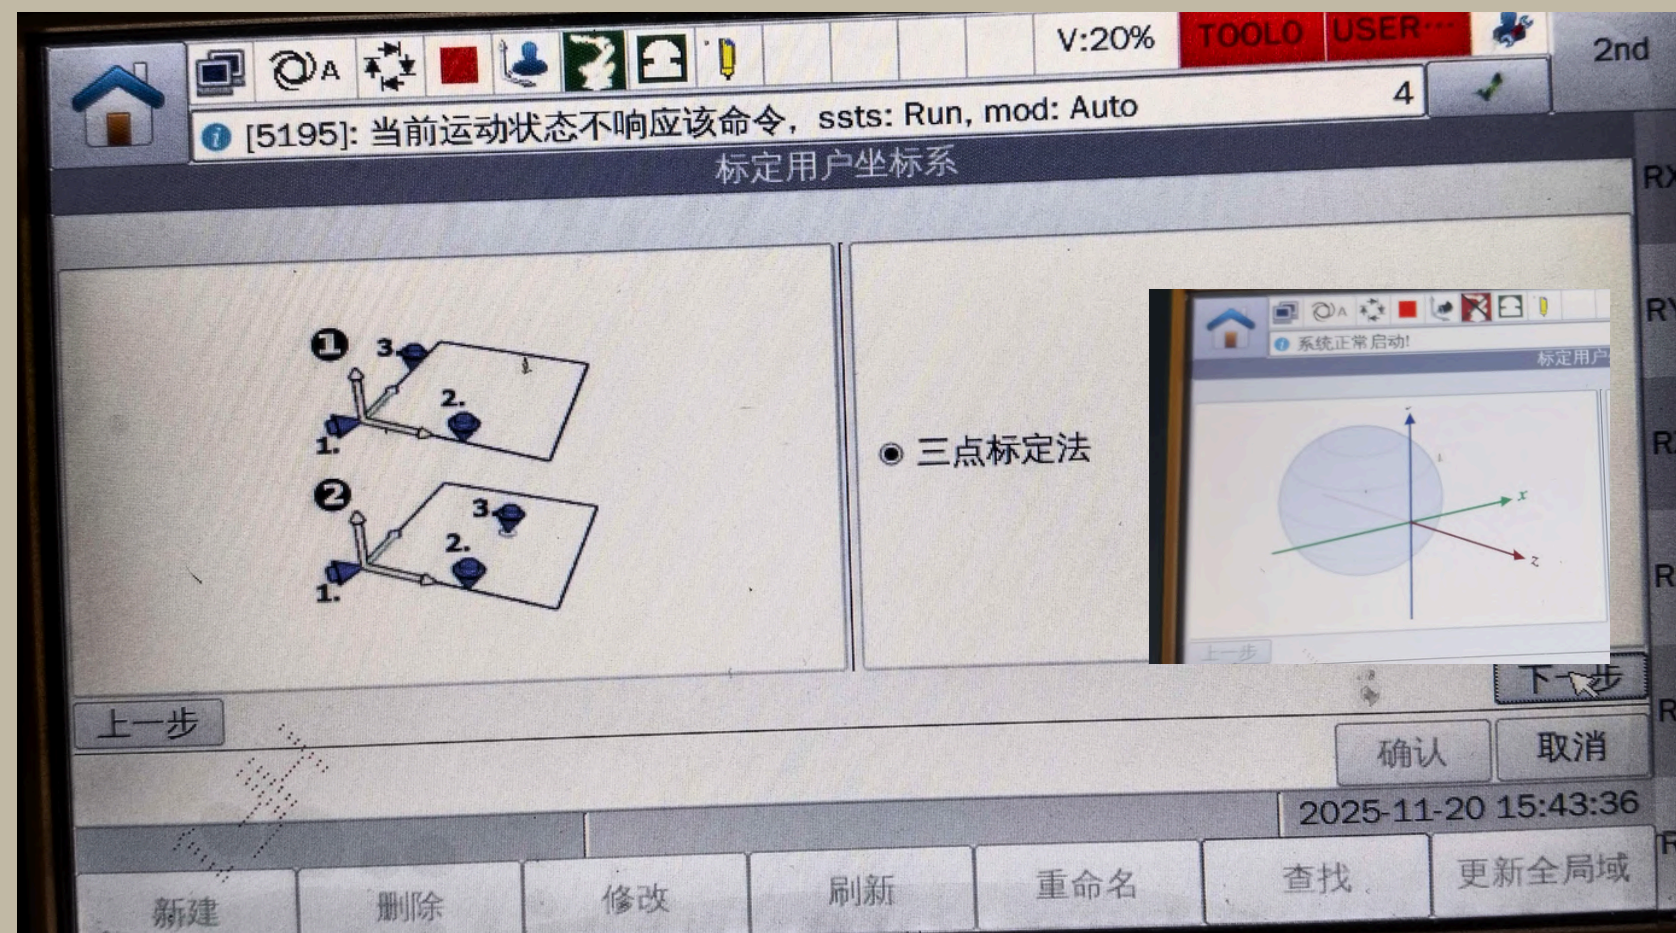 A
V:20%
TOOL0
USER···
2nd
[5195]: 当前运动状态不响应该命令, ssts: Run, mod: Auto
4
标定用户坐标系
RX
1
3.
2.
1.
2
3.
2.
1.
三点标定法
A
系统正常启动!
标定用户
x
z
上一步
上一步
下一步
确认
取消
2025-11-20 15:43:36
新建
删除
修改
刷新
重命名
查找
更新全局域